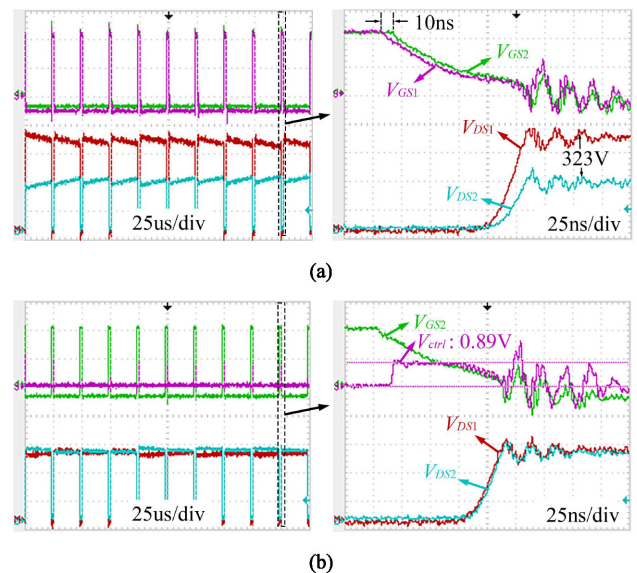 10ns
VGS2
VGS1
VDS1
323V
VDS2
25us/div
25ns/div
(a)
VGS2
Vctrl: 0.89V
VDS1
VDS2
25us/div
25ns/div
(b)